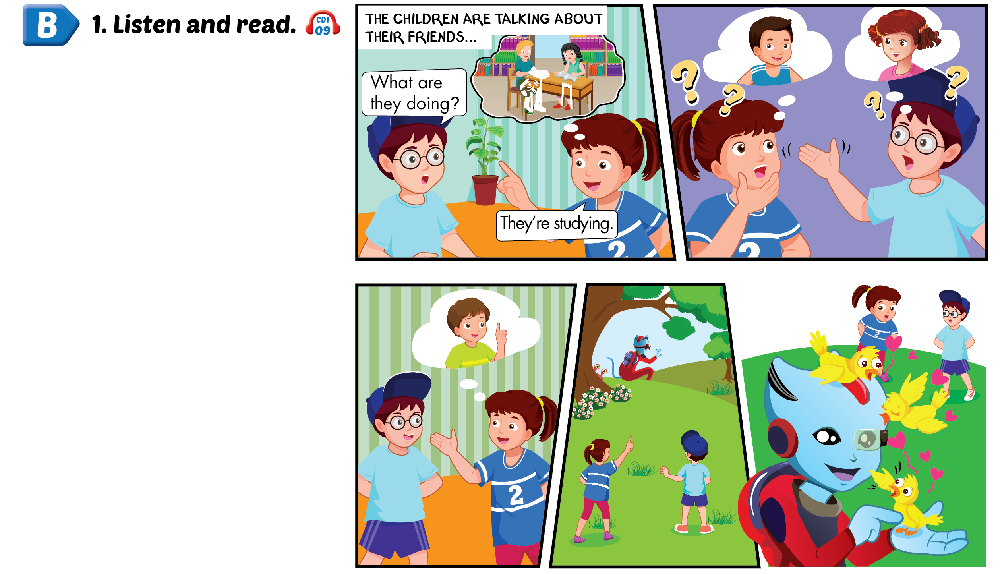 B
1. Listen and read.
CD1
09
THE CHILDREN ARE TALKING ABOUT
THEIR FRIENDS...
What are
they doing?
They're studying.
2
? ? ? ?
2
2
2